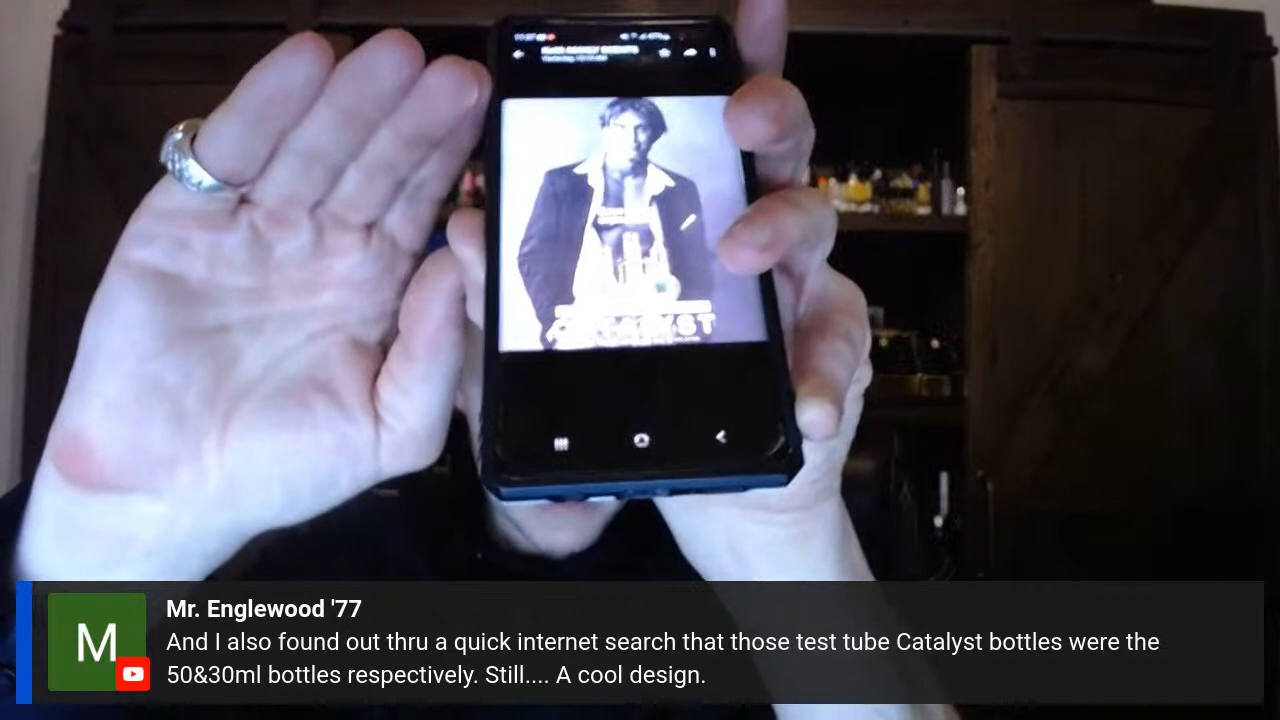 CATALYST
M
Mr. Englewood '77
And I also found out thru a quick internet search that those test tube Catalyst bottles were the
50&30ml bottles respectively. Still.... A cool design.